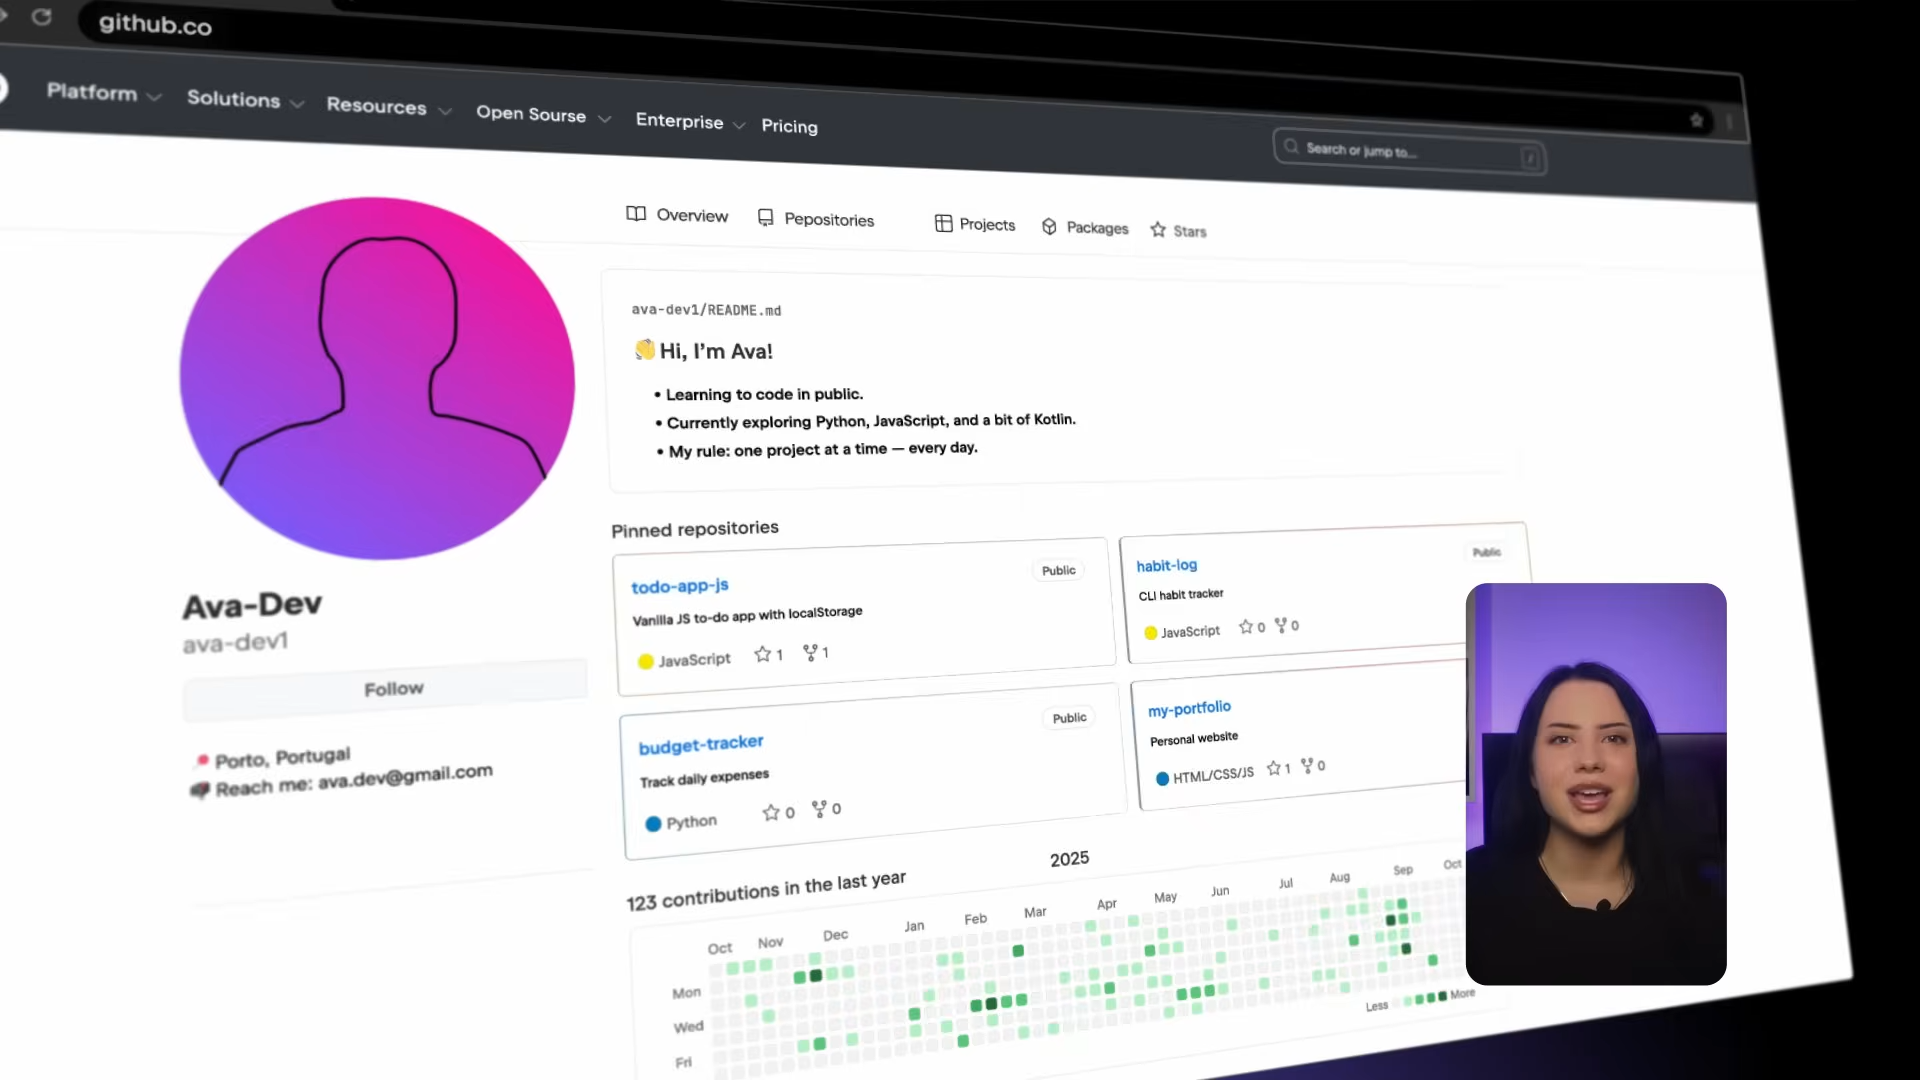 github.co
Platform Solutions Resources Open Sourse Enterprise Pricing
Search or jump to... /
Overview Pepositories Projects Packages Stars
ava-dev1/README.md
👋 Hi, I'm Ava!
• Learning to code in public.
• Currently exploring Python, JavaScript, and a bit of Kotlin.
• My rule: one project at a time — every day.
Ava-Dev
ava-dev1
Follow
Porto, Portugal
Reach me: ava.dev@gmail.com
Pinned repositories
todo-app-js Public
Vanilla JS to-do app with localStorage
JavaScript 1 1
habit-log Public
CLI habit tracker
JavaScript 0 0
budget-tracker Public
Track daily expenses
Python 0 0
my-portfolio
Personal website
HTML/CSS/JS 1 0
2025
123 contributions in the last year
Oct Nov Dec Jan Feb Mar Apr May Jun Jul Aug Sep Oct
Mon
Wed
Fri
Less More